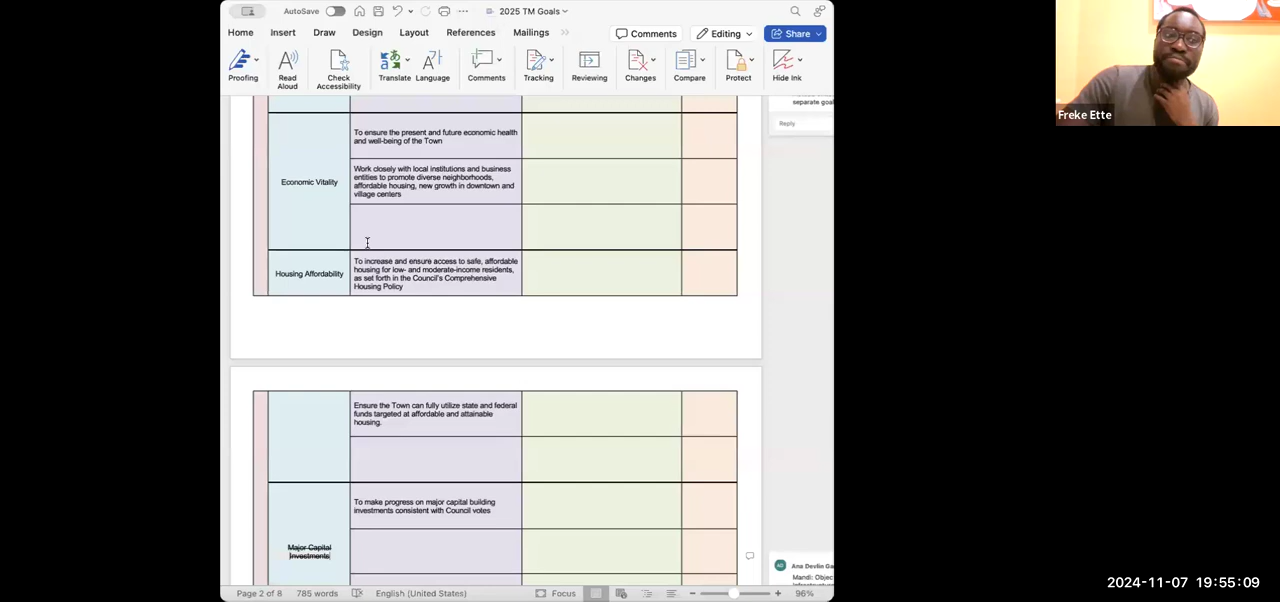 AutoSave
2025 TM Goals
Home Insert Draw Design Layout References Mailings
Comments Editing Share
Proofing
Read Aloud
Check Accessibility
Translate
Language
Comments
Tracking
Reviewing
Changes
Compare
Protect
Hide Ink
Freke Ette
separate goal
Reply
Economic Vitality
To ensure the present and future economic health
and well-being of the Town
Work closely with local institutions and business
entities to promote diverse neighborhoods,
affordable housing, new growth in downtown and
village centers
Housing Affordability
To increase and ensure access to safe, affordable
housing for low- and moderate-income residents,
as set forth in the Council's Comprehensive
Housing Policy
Ensure the Town can fully utilize state and federal
funds targeted at affordable and attainable
housing.
Major Capital
Investments
To make progress on major capital building
investments consistent with Council votes
AD Ana Devlin Ga
Mandi: Objec
Page 2 of 8 785 words English (United States) Focus 96%
2024-11-07 19:55:09